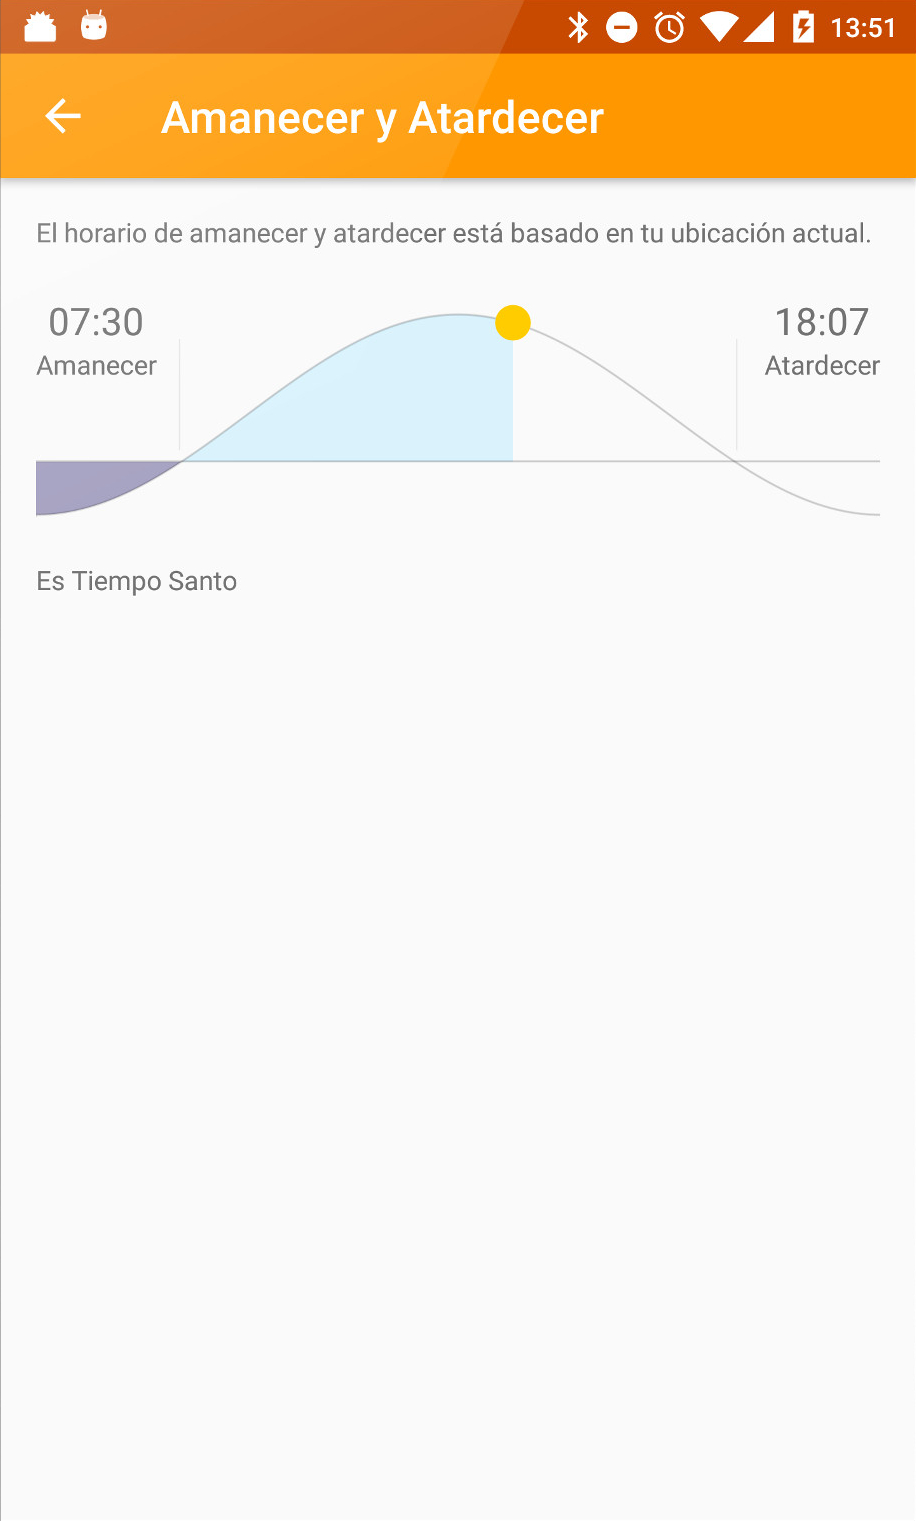 13:51
Amanecer y Atardecer
El horario de amanecer y atardecer está basado en tu ubicación actual.
07:30
Amanecer
18:07
Atardecer
Es Tiempo Santo